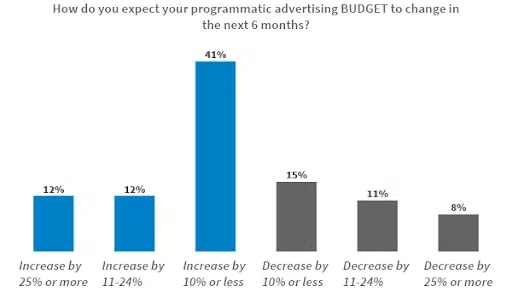 How do you expect your programmatic advertising BUDGET to change in
the next 6 months?
41%
15%
12%
12%
11%
8%
Increase by
25% or more
Increase by
11-24%
Increase by
10% or less
Decrease by
10% or less
Decrease by
11-24%
Decrease by
25% or more